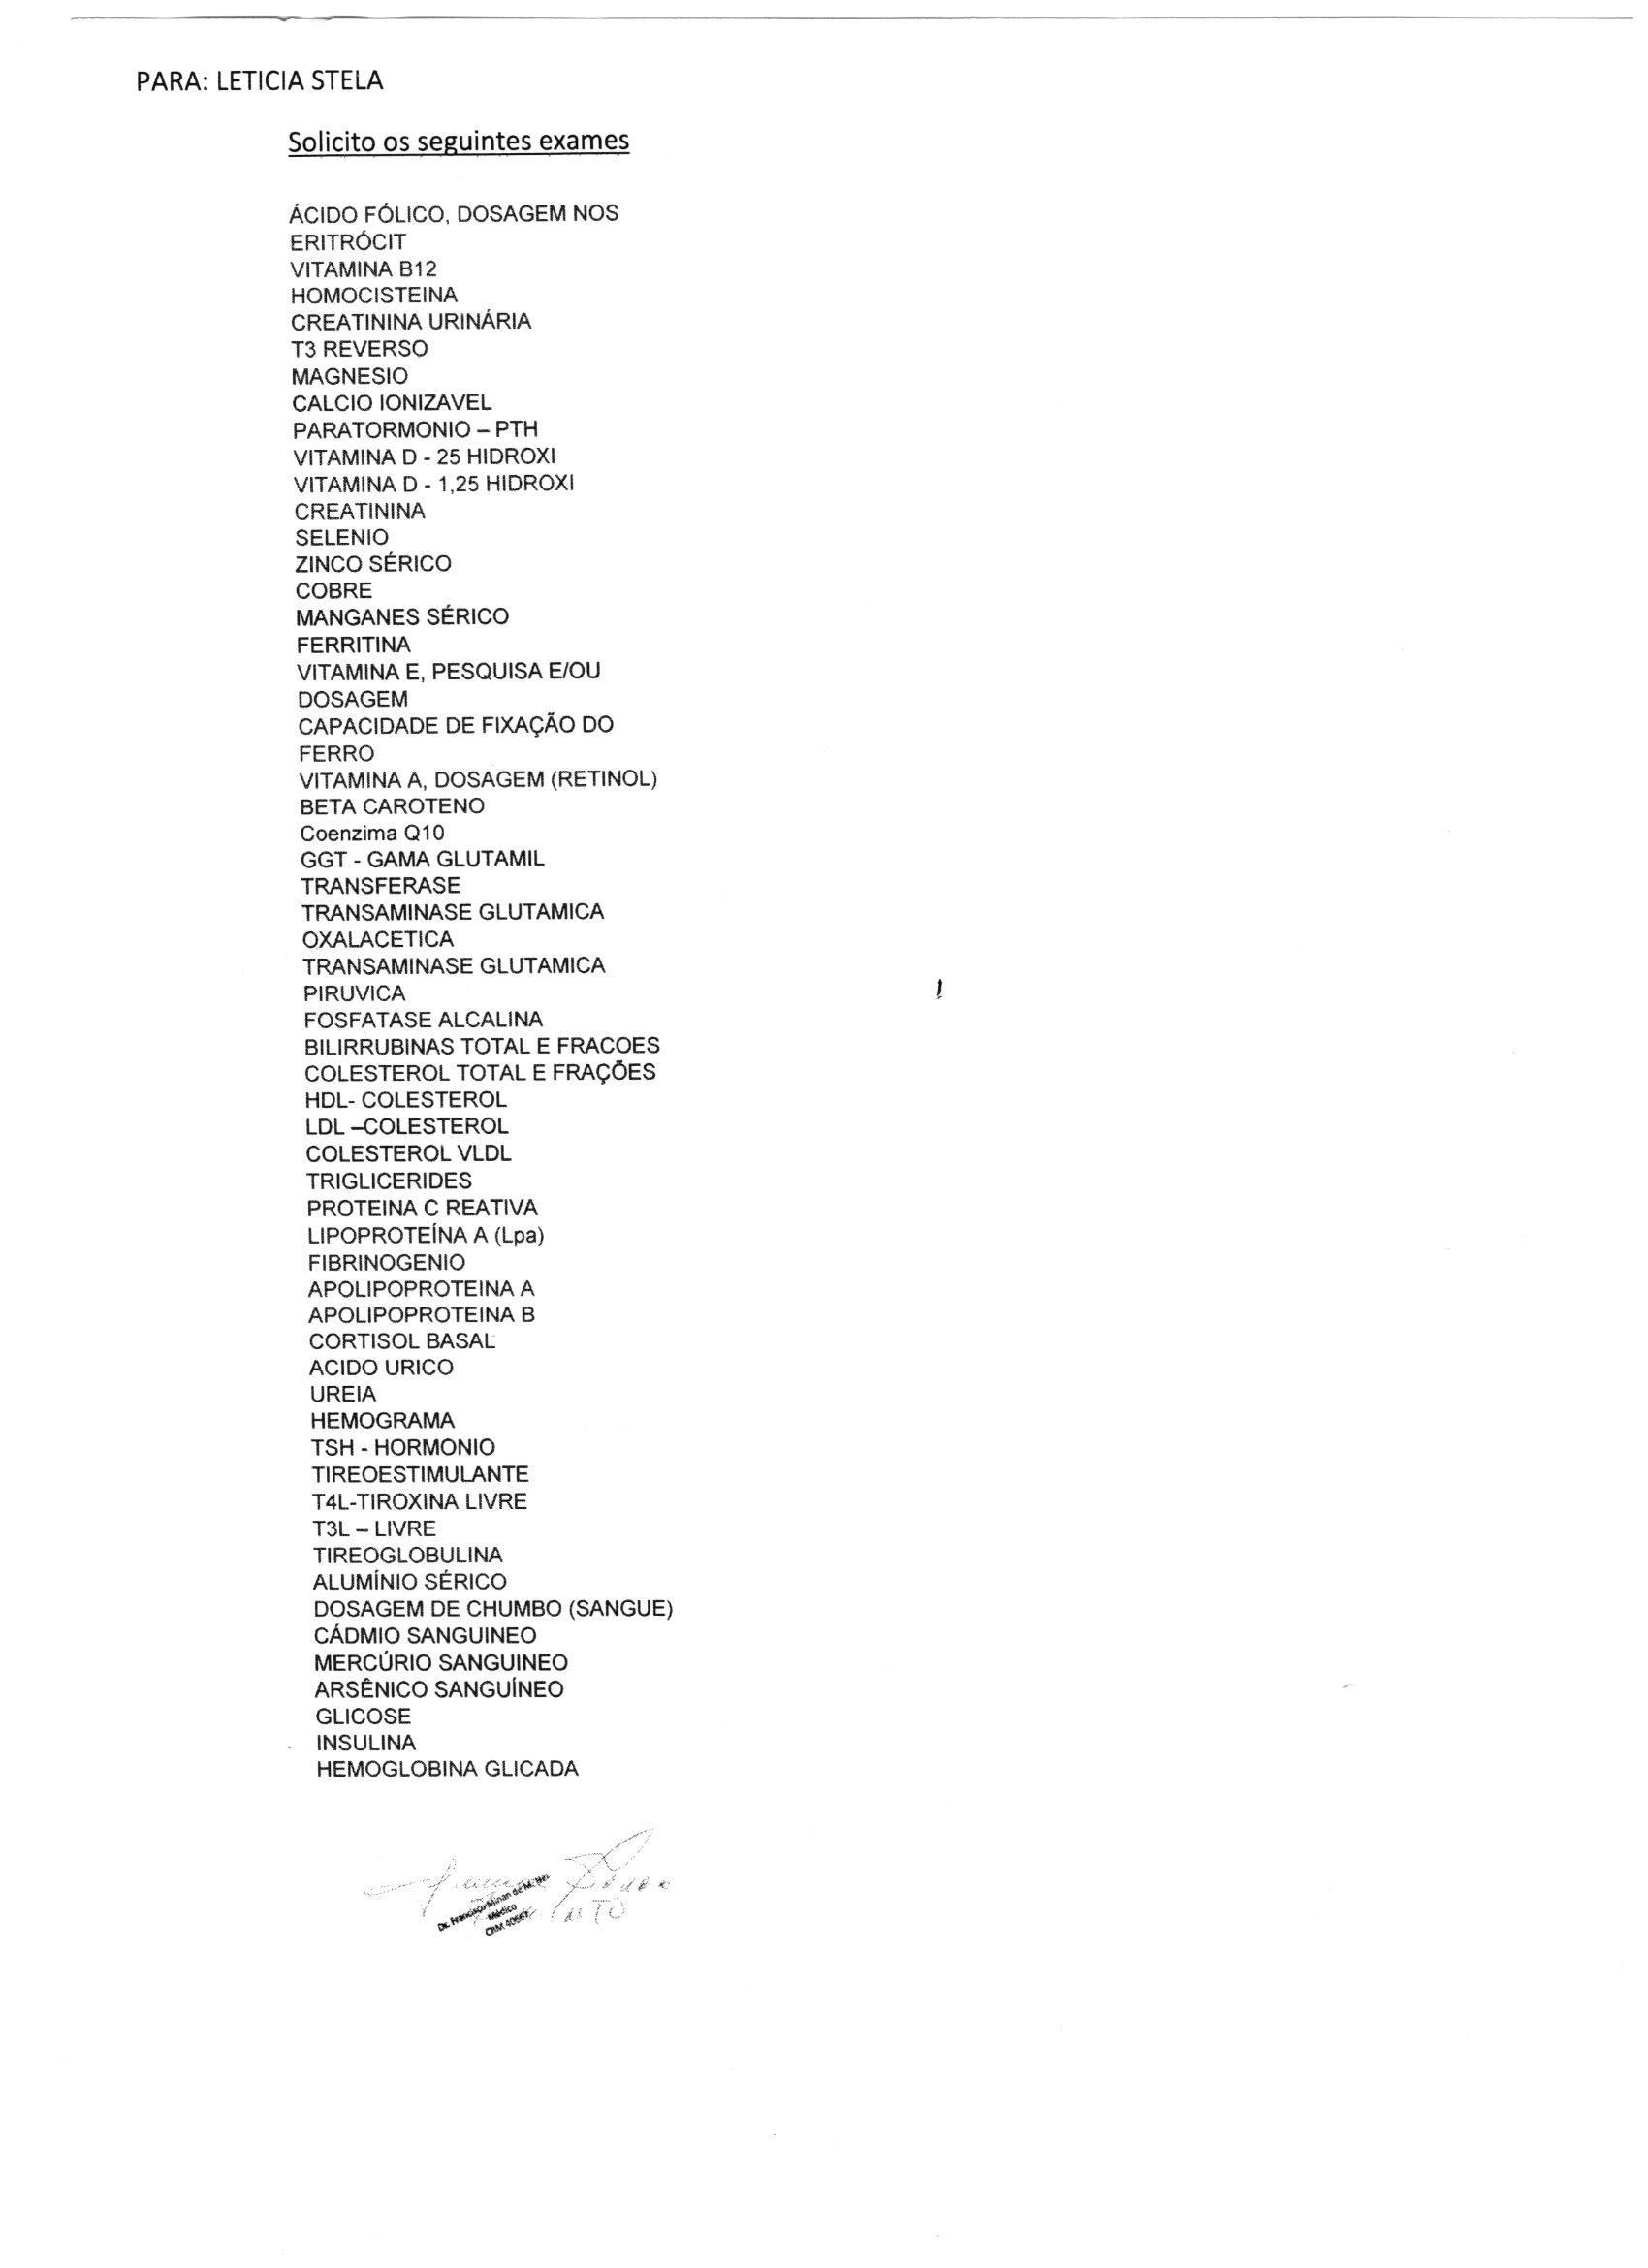 PARA: LETICIA STELA
Solicito os seguintes exames
ÁCIDO FÓLICO, DOSAGEM NOS
ERITRÓCIT
VITAMINA B12
HOMOCISTEINA
CREATININA URINÁRIA
T3 REVERSO
MAGNESIO
CALCIO IONIZAVEL
PARATORMONIO – PTH
VITAMINA D - 25 HIDROXI
VITAMINA D - 1,25 HIDROXI
CREATININA
SELENIO
ZINCO SÉRICO
COBRE
MANGANES SÉRICO
FERRITINA
VITAMINA E, PESQUISA E/OU
DOSAGEM
CAPACIDADE DE FIXAÇÃO DO
FERRO
VITAMINA A, DOSAGEM (RETINOL)
BETA CAROTENO
Coenzima Q10
GGT - GAMA GLUTAMIL
TRANSFERASE
TRANSAMINASE GLUTAMICA
OXALACETICA
TRANSAMINASE GLUTAMICA
PIRUVICA
FOSFATASE ALCALINA
BILIRRUBINAS TOTAL E FRACOES
COLESTEROL TOTAL E FRAÇÕES
HDL- COLESTEROL
LDL –COLESTEROL
COLESTEROL VLDL
TRIGLICERIDES
PROTEINA C REATIVA
LIPOPROTEÍNA A (Lpa)
FIBRINOGENIO
APOLIPOPROTEINA A
APOLIPOPROTEINA B
CORTISOL BASAL
ACIDO URICO
UREIA
HEMOGRAMA
TSH - HORMONIO
TIREOESTIMULANTE
T4L-TIROXINA LIVRE
T3L – LIVRE
TIREOGLOBULINA
ALUMÍNIO SÉRICO
DOSAGEM DE CHUMBO (SANGUE)
CÁDMIO SANGUINEO
MERCÚRIO SANGUINEO
ARSÊNICO SANGUÍNEO
GLICOSE
INSULINA
HEMOGLOBINA GLICADA
Dr. Francisco
Médico
CRM